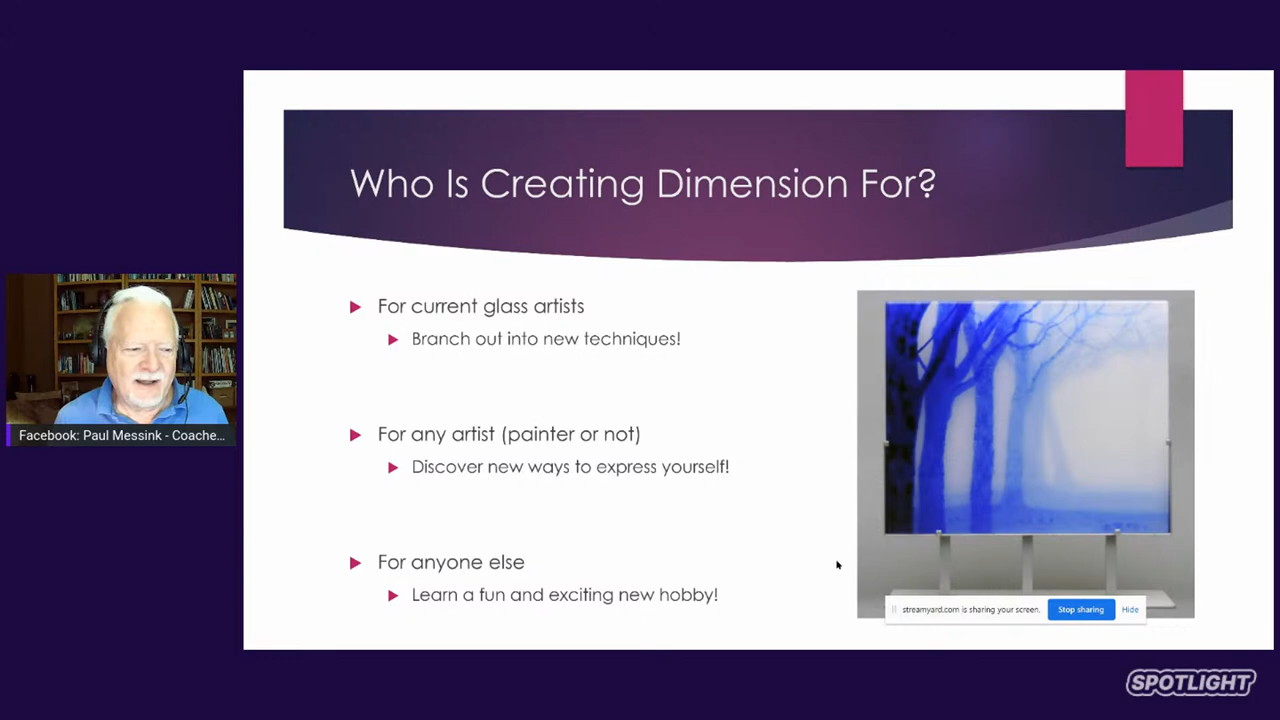 Who Is Creating Dimension For?
For current glass artists
Branch out into new techniques!
For any artist (painter or not)
Discover new ways to express yourself!
For anyone else
Learn a fun and exciting new hobby!
Facebook: Paul Messink - Coache...
streamyard.com is sharing your screen. Stop sharing Hide
SPOTLIGHT